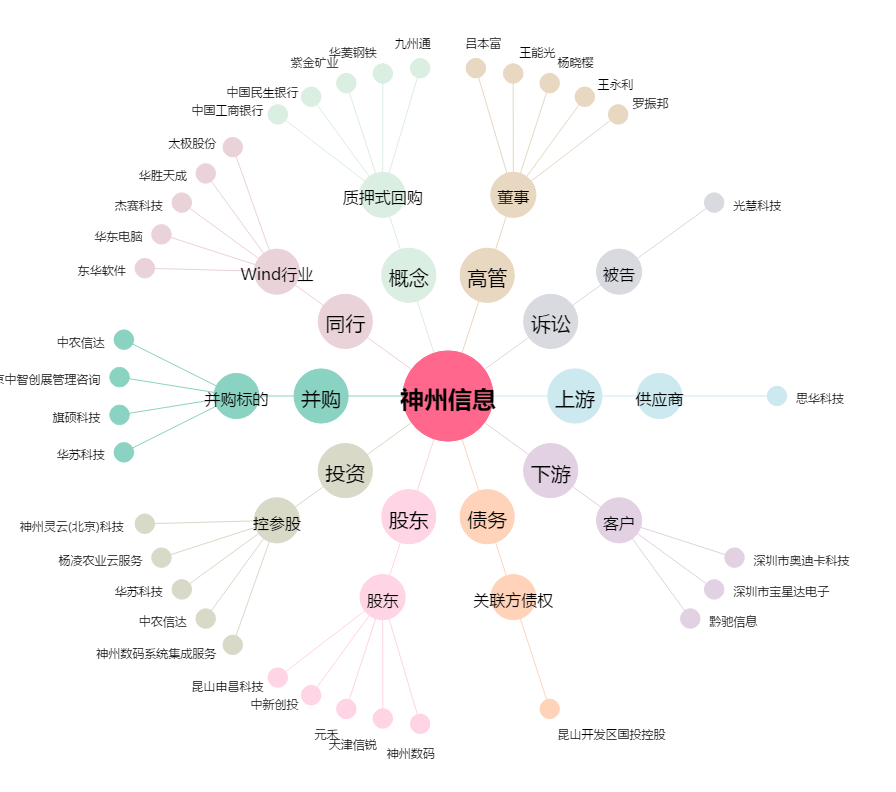 九州通
吕本富
华菱钢铁
王能光
紫金矿业
杨晓樱
中国民生银行
王永利
中国工商银行
罗振邦
太极股份
华胜天成
质押式回购
董事
杰赛科技
光慧科技
华东电脑
东华软件
Wind行业
概念
高管
被告
同行
诉讼
中农信达
京中智创展管理咨询
并购标的
并购
神州信息
上游
供应商
思华科技
旗硕科技
华苏科技
投资
下游
神州灵云(北京)科技
控参股
股东
债务
客户
杨凌农业云服务
深圳市奥迪卡科技
华苏科技
深圳市宝星达电子
股东
关联方债权
中农信达
黔驰信息
神州数码系统集成服务
昆山申昌科技
中新创投
元禾
天津信锐
昆山开发区国投控股
神州数码